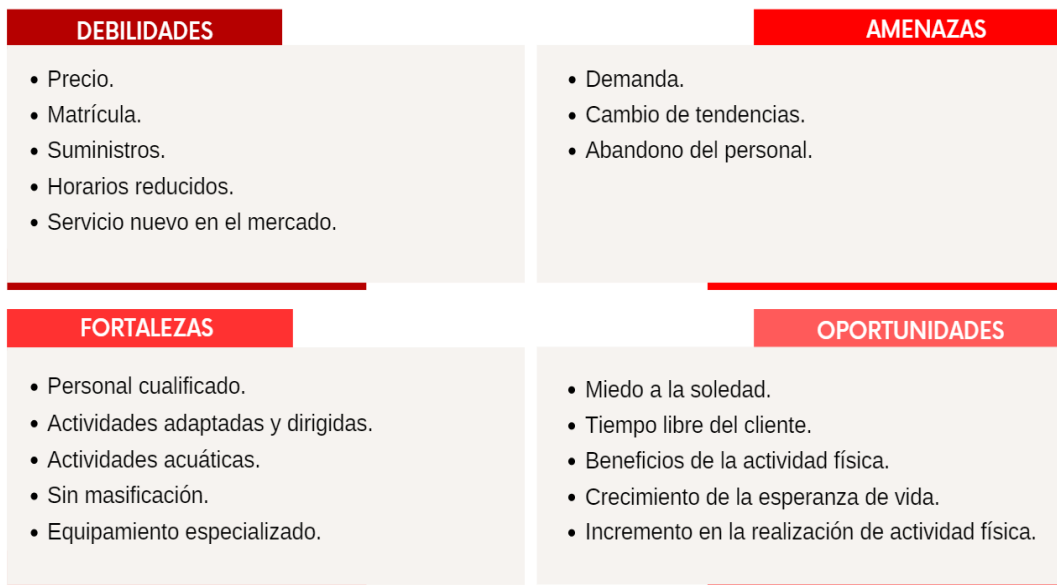 DEBILIDADES
Precio.
Matrícula.
Suministros.
Horarios reducidos.
Servicio nuevo en el mercado.
AMENAZAS
Demanda.
Cambio de tendencias.
Abandono del personal.
FORTALEZAS
Personal cualificado.
Actividades adaptadas y dirigidas.
Actividades acuáticas.
Sin masificación.
Equipamiento especializado.
OPORTUNIDADES
Miedo a la soledad.
Tiempo libre del cliente.
Beneficios de la actividad física.
Crecimiento de la esperanza de vida.
Incremento en la realización de actividad física.